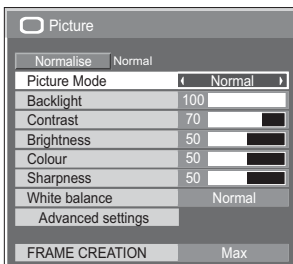 Picture
Normalise Normal
Picture Mode Normal
Backlight 100
Contrast 70
Brightness 50
Colour 50
Sharpness 50
White balance Normal
Advanced settings
FRAME CREATION Max